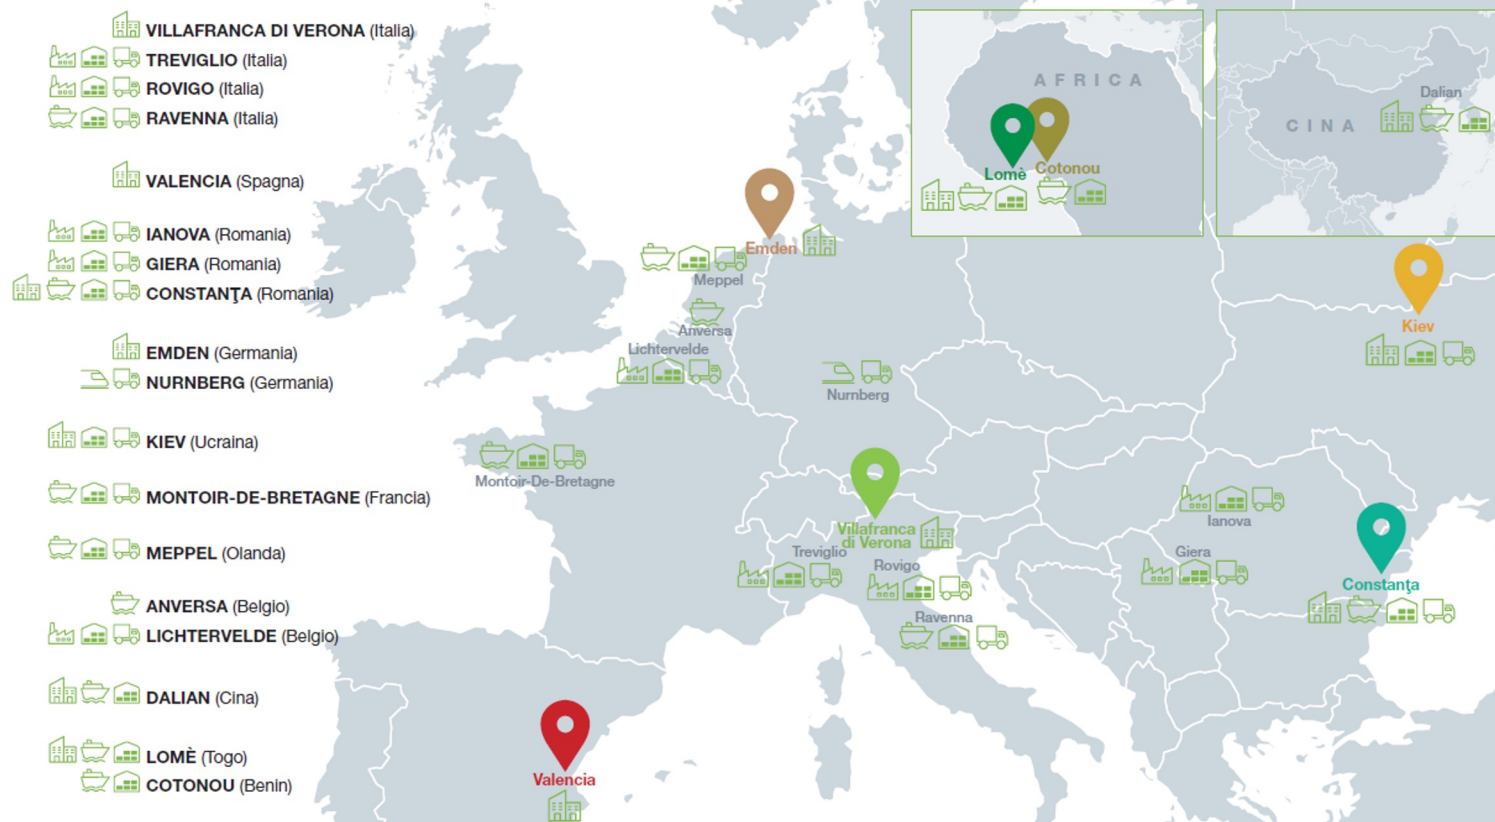 VILLAFRANCA DI VERONA (Italia)
TREVIGLIO (Italia)
ROVIGO (Italia)
RAVENNA (Italia)
VALENCIA (Spagna)
IANOVA (Romania)
GIERA (Romania)
CONSTANŢA (Romania)
EMDEN (Germania)
NURNBERG (Germania)
KIEV (Ucraina)
MONTOIR-DE-BRETAGNE (Francia)
MEPPEL (Olanda)
ANVERSA (Belgio)
LICHTERVELDE (Belgio)
DALIAN (Cina)
LOMÈ (Togo)
COTONOU (Benin)
AFRICA
Lomè
Cotonou
CINA
Dalian
Emden
Meppel
Anversa
Lichtervelde
Nurnberg
Kiev
Montoir-De-Bretagne
Villafranca
di Verona
Treviglio
Rovigo
Ravenna
Ianova
Giera
Constanţa
Valencia